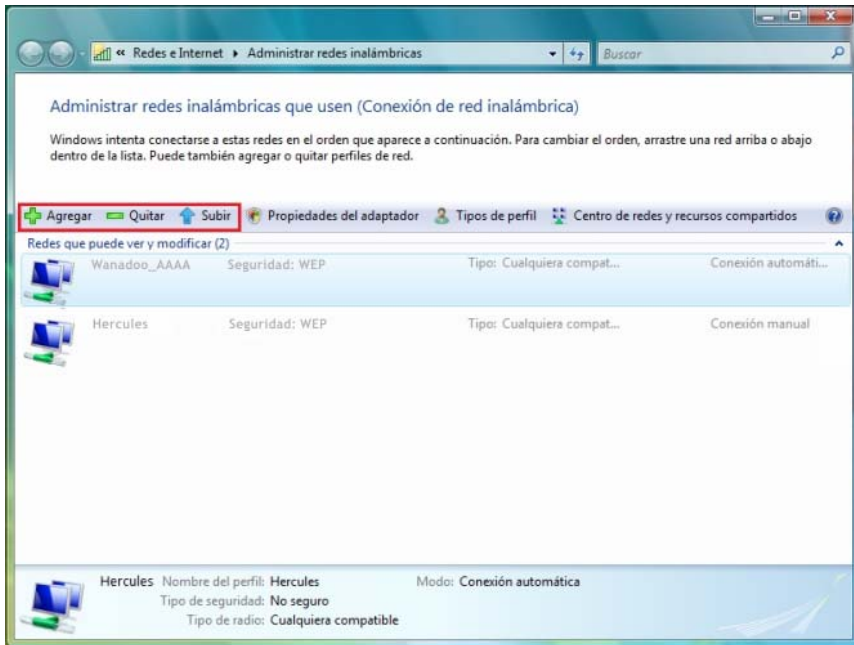 « Redes e Internet ▸ Administrar redes inalámbricas Buscar
Administrar redes inalámbricas que usen (Conexión de red inalámbrica)
Windows intenta conectarse a estas redes en el orden que aparece a continuación. Para cambiar el orden, arrastre una red arriba o abajo
dentro de la lista. Puede también agregar o quitar perfiles de red.
Agregar Quitar Subir Propiedades del adaptador Tipos de perfil Centro de redes y recursos compartidos
Redes que puede ver y modificar (2)
Wanadoo_AAAA Seguridad: WEP Tipo: Cualquiera compat... Conexión automáti...
Hercules Seguridad: WEP Tipo: Cualquiera compat... Conexión manual
Hercules Nombre del perfil: Hercules Modo: Conexión automática
Tipo de seguridad: No seguro
Tipo de radio: Cualquiera compatible